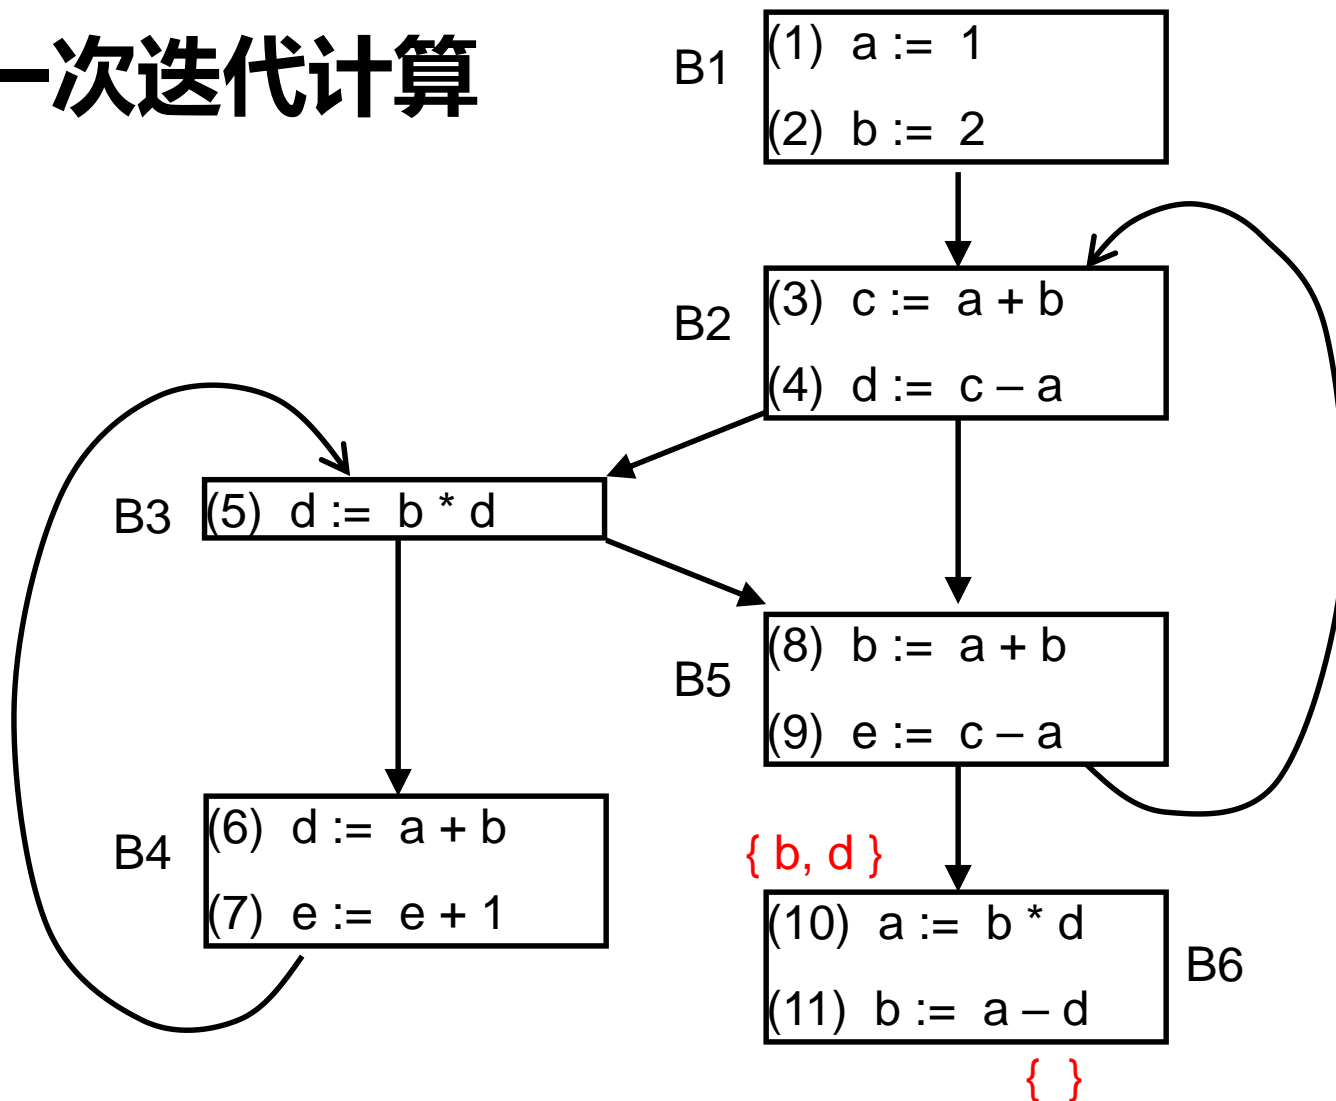 一次迭代计算
B1
(1) a := 1
(2) b := 2
B2
(3) c := a + b
(4) d := c – a
B3
(5) d := b * d
B5
(8) b := a + b
(9) e := c – a
B4
(6) d := a + b
(7) e := e + 1
{ b, d }
(10) a := b * d
(11) b := a – d
B6
{ }